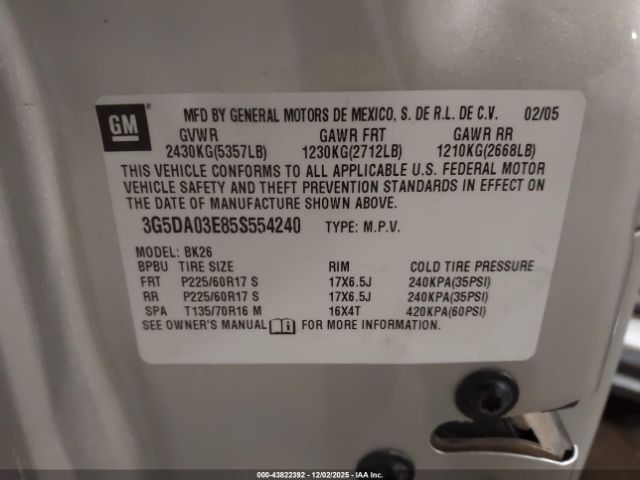 GM
MFD BY GENERAL MOTORS DE MEXICO, S. DE R.L. DE C.V. 02/05
GVWR GAWR FRT GAWR RR
2430KG(5357LB) 1230KG(2712LB) 1210KG(2668LB)
THIS VEHICLE CONFORMS TO ALL APPLICABLE U.S. FEDERAL MOTOR
VEHICLE SAFETY AND THEFT PREVENTION STANDARDS IN EFFECT ON
THE DATE OF MANUFACTURE SHOWN ABOVE.
3G5DA03E85S554240 TYPE: M.P.V.
MODEL: BK26
BPBU TIRE SIZE RIM COLD TIRE PRESSURE
FRT P225/60R17 S 17X6.5J 240KPA(35PSI)
RR P225/60R17 S 17X6.5J 240KPA(35PSI)
SPA T135/70R16 M 16X4T 420KPA(60PSI)
SEE OWNER'S MANUAL FOR MORE INFORMATION.
000-43822392 - 12/02/2025 - IAA Inc.